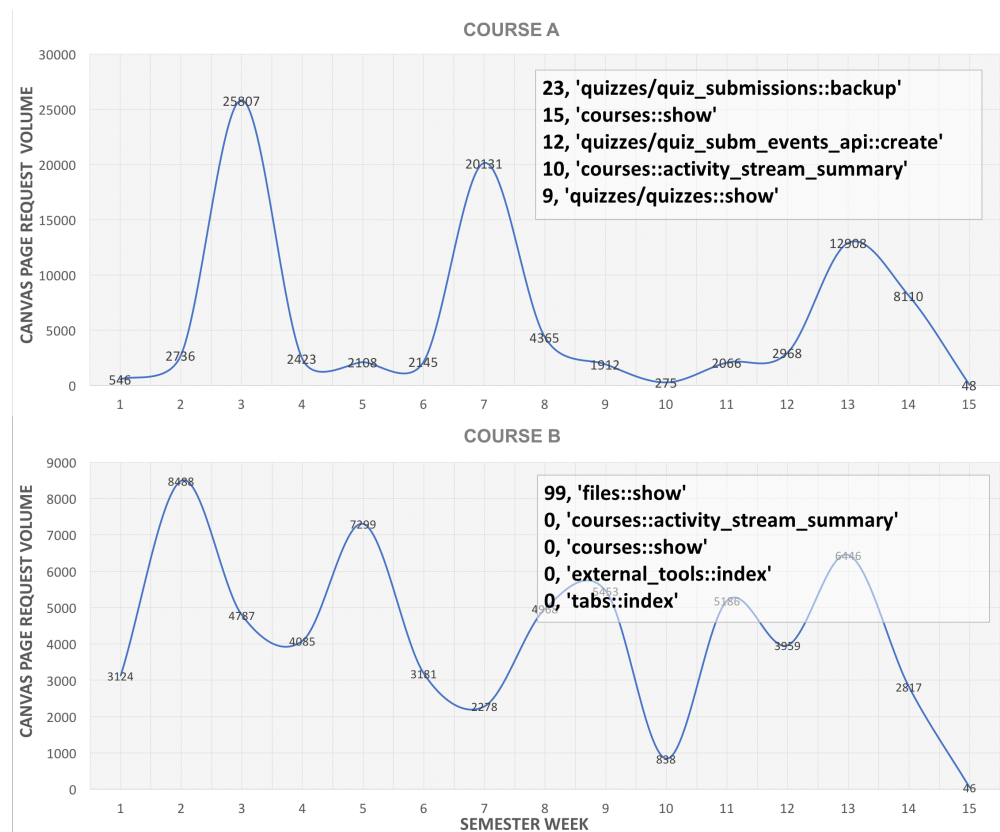 COURSE A
CANVAS PAGE REQUEST VOLUME
30000
25000
20000
15000
10000
5000
0
23, 'quizzes/quiz_submissions::backup'
15, 'courses::show'
12, 'quizzes/quiz_subm_events_api::create'
10, 'courses::activity_stream_summary'
9, 'quizzes/quizzes::show'
546
2736
25807
2423
2108
2145
20131
4365
1912
275
2066
2968
12908
8110
48
1 2 3 4 5 6 7 8 9 10 11 12 13 14 15
COURSE B
CANVAS PAGE REQUEST VOLUME
9000
8000
7000
6000
5000
4000
3000
2000
1000
0
99, 'files::show'
0, 'courses::activity_stream_summary'
0, 'courses::show'
0, 'external_tools::index'
0, 'tabs::index'
3124
8488
4787
4085
7299
3181
2278
838
5186
3959
6446
2817
46
1 2 3 4 5 6 7 8 9 10 11 12 13 14 15
SEMESTER WEEK